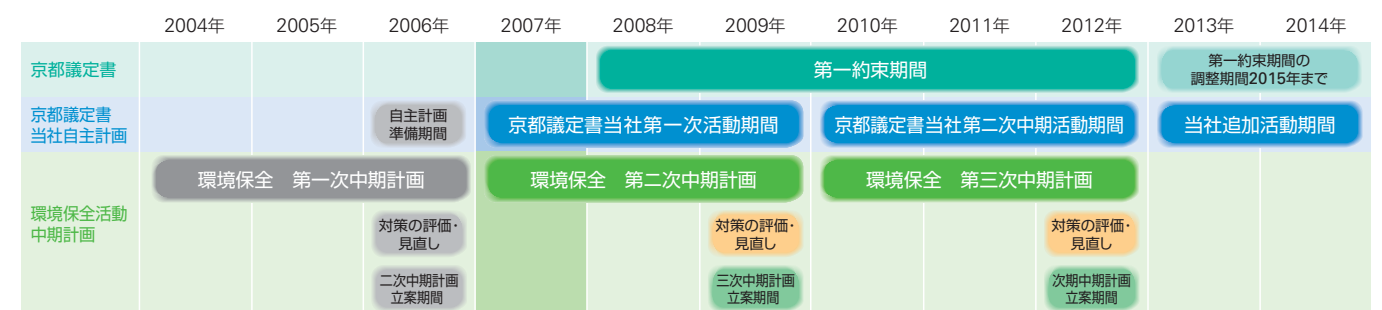 2004年 2005年 2006年 2007年 2008年 2009年 2010年 2011年 2012年 2013年 2014年
京都議定書
第一約束期間
第一約束期間の
調整期間2015年まで
京都議定書
当社自主計画
自主計画
準備期間
京都議定書当社第一次活動期間
京都議定書当社第二次中期活動期間
当社追加活動期間
環境保全活動
中期計画
環境保全　第一次中期計画
環境保全　第二次中期計画
環境保全　第三次中期計画
対策の評価・
見直し
対策の評価・
見直し
対策の評価・
見直し
二次中期計画
立案期間
三次中期計画
立案期間
次期中期計画
立案期間